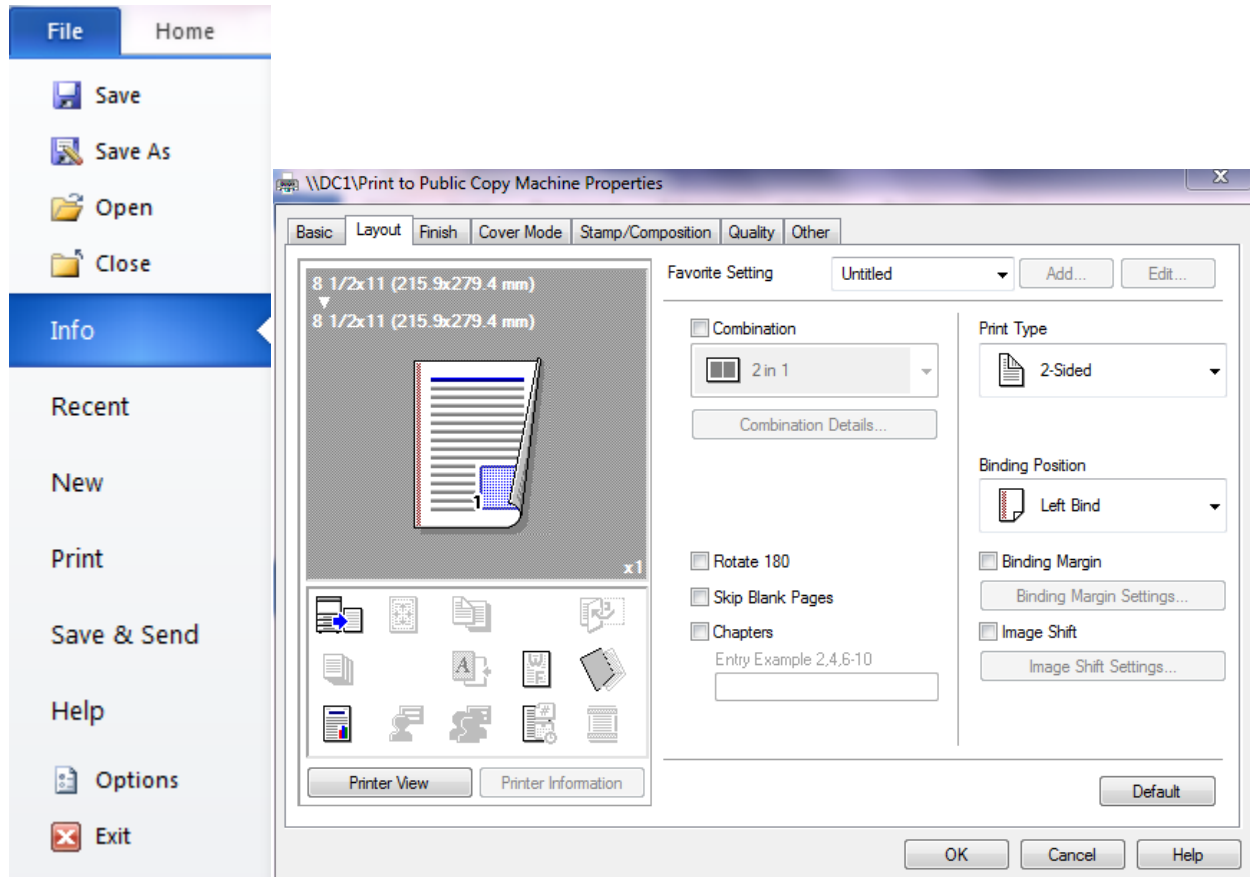 File Home
Save
Save As
Open
Close
Info
Recent
New
Print
Save & Send
Help
Options
Exit
\\DC1\Print to Public Copy Machine Properties
X
Basic Layout Finish Cover Mode Stamp/Composition Quality Other
8 1/2x11 (215.9x279.4 mm)
8 1/2x11 (215.9x279.4 mm)
1
x1
Printer View Printer Information
Favorite Setting Untitled Add... Edit...
Combination
2 in 1
Combination Details...
Rotate 180
Skip Blank Pages
Chapters
Entry Example 2,4,6-10
Print Type
2-Sided
Binding Position
Left Bind
Binding Margin
Binding Margin Settings...
Image Shift
Image Shift Settings...
Default
OK Cancel Help